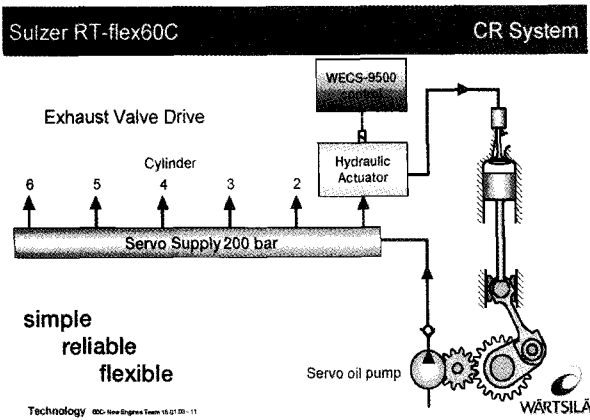 Sulzer RT-flex60C
CR System
WECS-9500
control
Exhaust Valve Drive
Cylinder
Hydraulic
Actuator
6 5 4 3 2
Servo Supply 200 bar
simple
reliable
flexible
Servo oil pump
Technology
WÄRTSILÄ